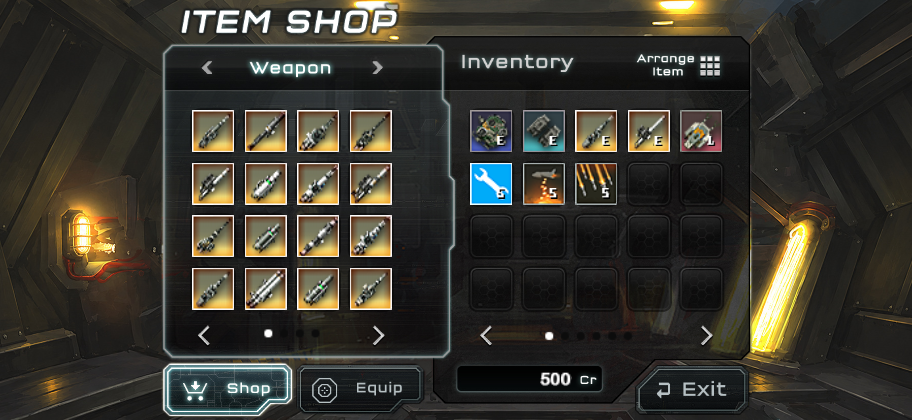 ITEM SHOP
Weapon
Inventory
Arrange
Item
E
E
E
E
1
5
5
5
500 Cr
Shop
Equip
Exit